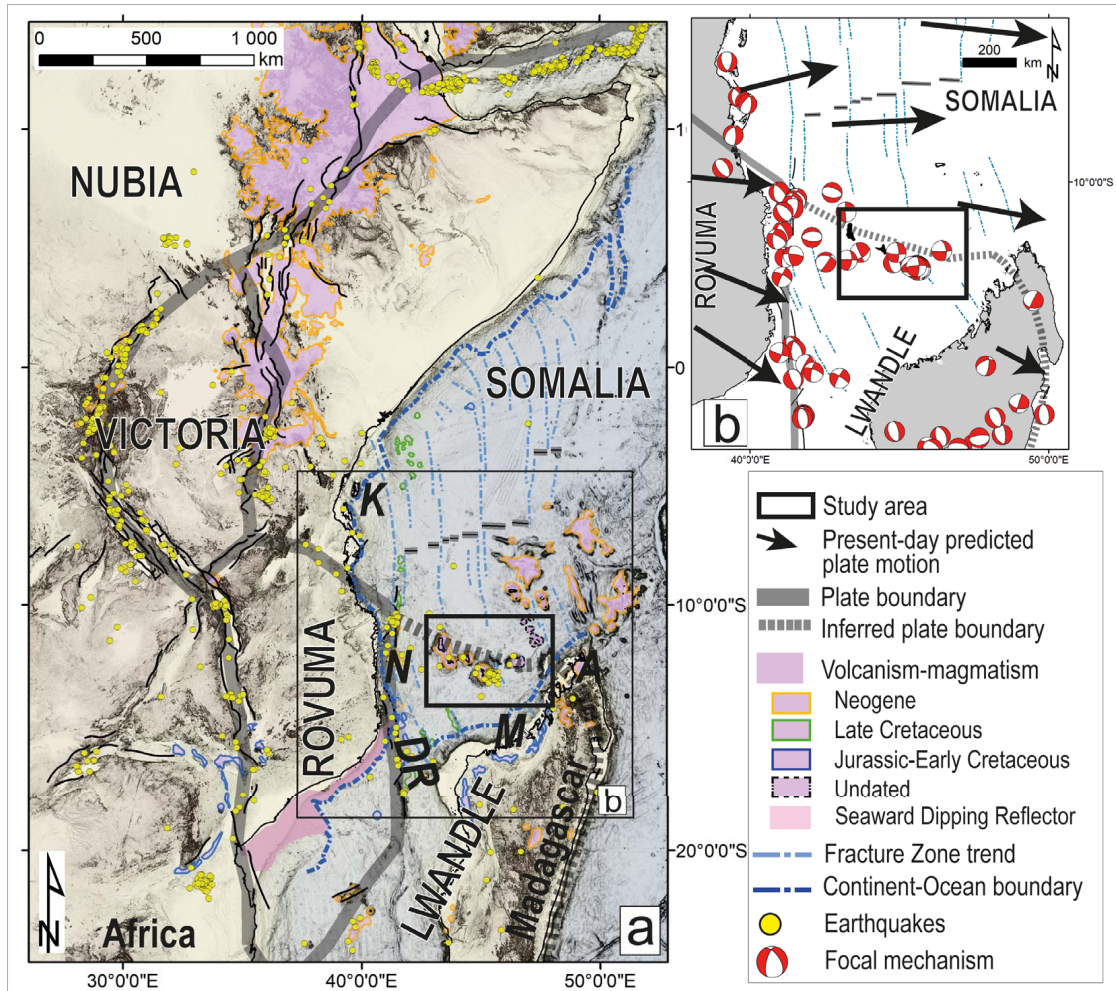 0 500 1 000
km
NUBIA
VICTORIA
SOMALIA
K
ROVUMA
N
A
M
DR
b
LWANDLE
Madagascar
Africa
N
a
1
0
10°0'0"S
20°0'0"S
30°0'0"E
40°0'0"E
50°0'0"E
200
km
N
SOMALIA
10°0'0"S
ROVUMA
LWANDLE
b
40°0'0"E
50°0'0"E
Study area
Present-day predicted
plate motion
Plate boundary
Inferred plate boundary
Volcanism-magmatism
Neogene
Late Cretaceous
Jurassic-Early Cretaceous
Undated
Seaward Dipping Reflector
Fracture Zone trend
Continent-Ocean boundary
Earthquakes
Focal mechanism